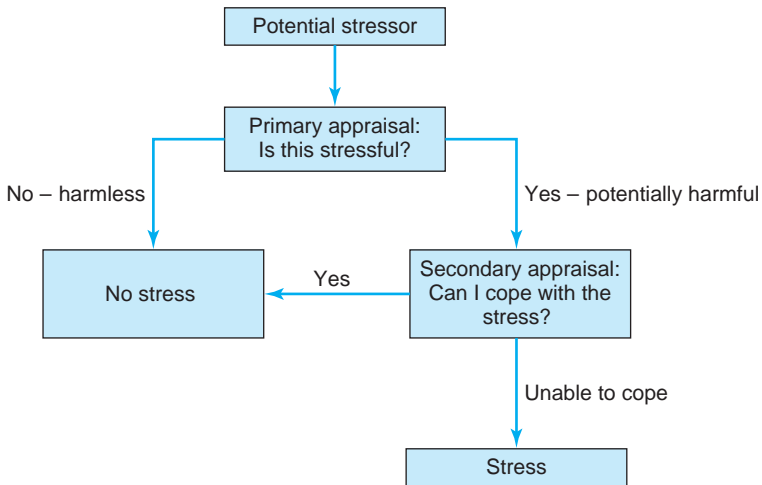 Potential stressor
Primary appraisal:
Is this stressful?
No – harmless
Yes – potentially harmful
No stress
Yes
Secondary appraisal:
Can I cope with the
stress?
Unable to cope
Stress